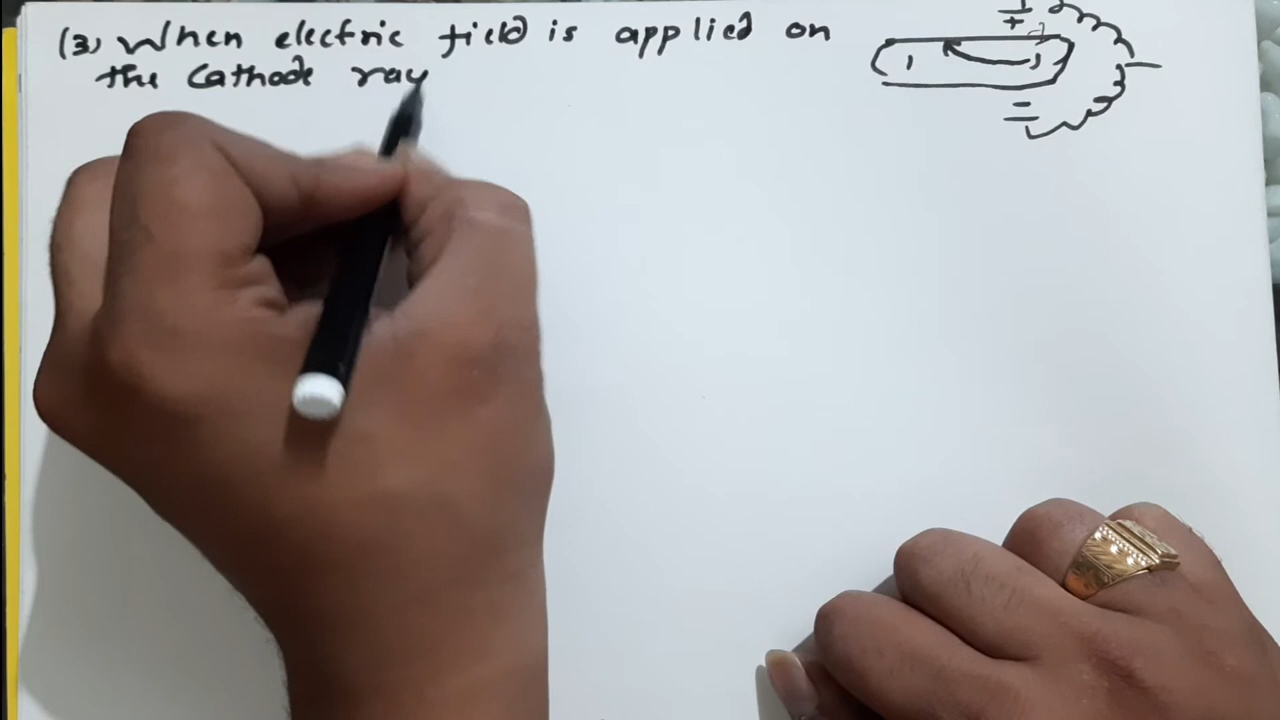 (3) When electric field is applied on
the Cathode ray